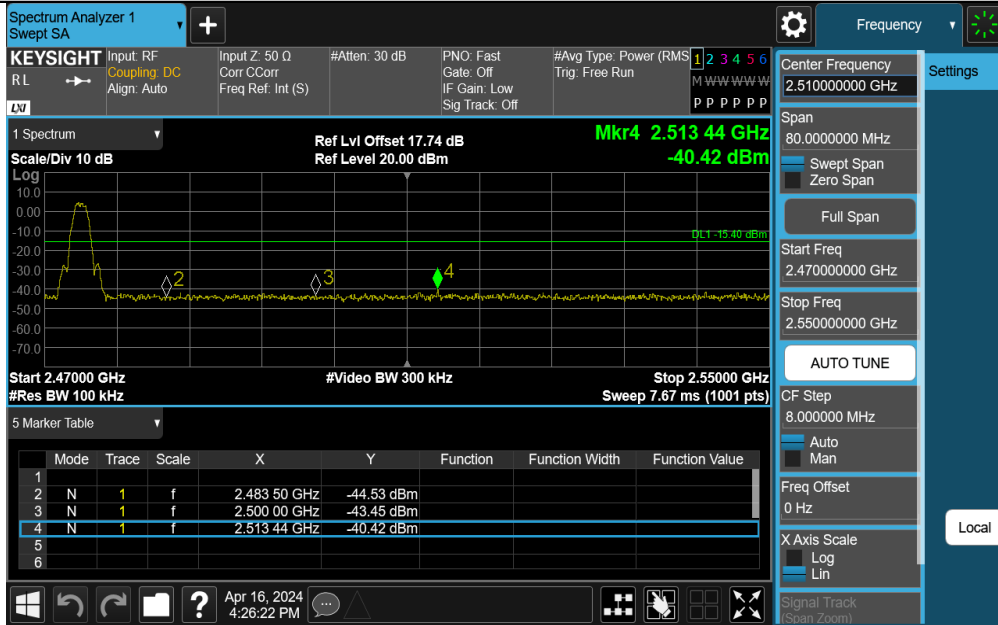 Spectrum Analyzer 1
Swept SA
+
Frequency
KEYSIGHT
RL
LXI
Input: RF
Coupling: DC
Align: Auto
Input Z: 50 Ω
Corr CCorr
Freq Ref: Int (S)
#Atten: 30 dB
PNO: Fast
Gate: Off
IF Gain: Low
Sig Track: Off
#Avg Type: Power (RMS
Trig: Free Run
1 2 3 4 5 6
M W W W W W
P P P P P P
1 Spectrum
Scale/Div 10 dB
Log
Ref Lvl Offset 17.74 dB
Ref Level 20.00 dBm
Mkr4 2.513 44 GHz
-40.42 dBm
10.0
0.00
-10.0
-20.0
-30.0
-40.0
-50.0
-60.0
-70.0
DL1 -15.40 dBm
2
3
4
Start 2.47000 GHz
#Video BW 300 kHz
Stop 2.55000 GHz
#Res BW 100 kHz
Sweep 7.67 ms (1001 pts)
5 Marker Table
Mode Trace Scale X Y Function Function Width Function Value
1
2 N 1 f 2.483 50 GHz -44.53 dBm
3 N 1 f 2.500 00 GHz -43.45 dBm
4 N 1 f 2.513 44 GHz -40.42 dBm
5
6
?
Apr 16, 2024
4:26:22 PM
Center Frequency
2.510000000 GHz
Settings
Span
80.0000000 MHz
Swept Span
Zero Span
Full Span
Start Freq
2.470000000 GHz
Stop Freq
2.550000000 GHz
AUTO TUNE
CF Step
8.000000 MHz
Auto
Man
Freq Offset
0 Hz
Local
X Axis Scale
Log
Lin
Signal Track
(Span Zoom)